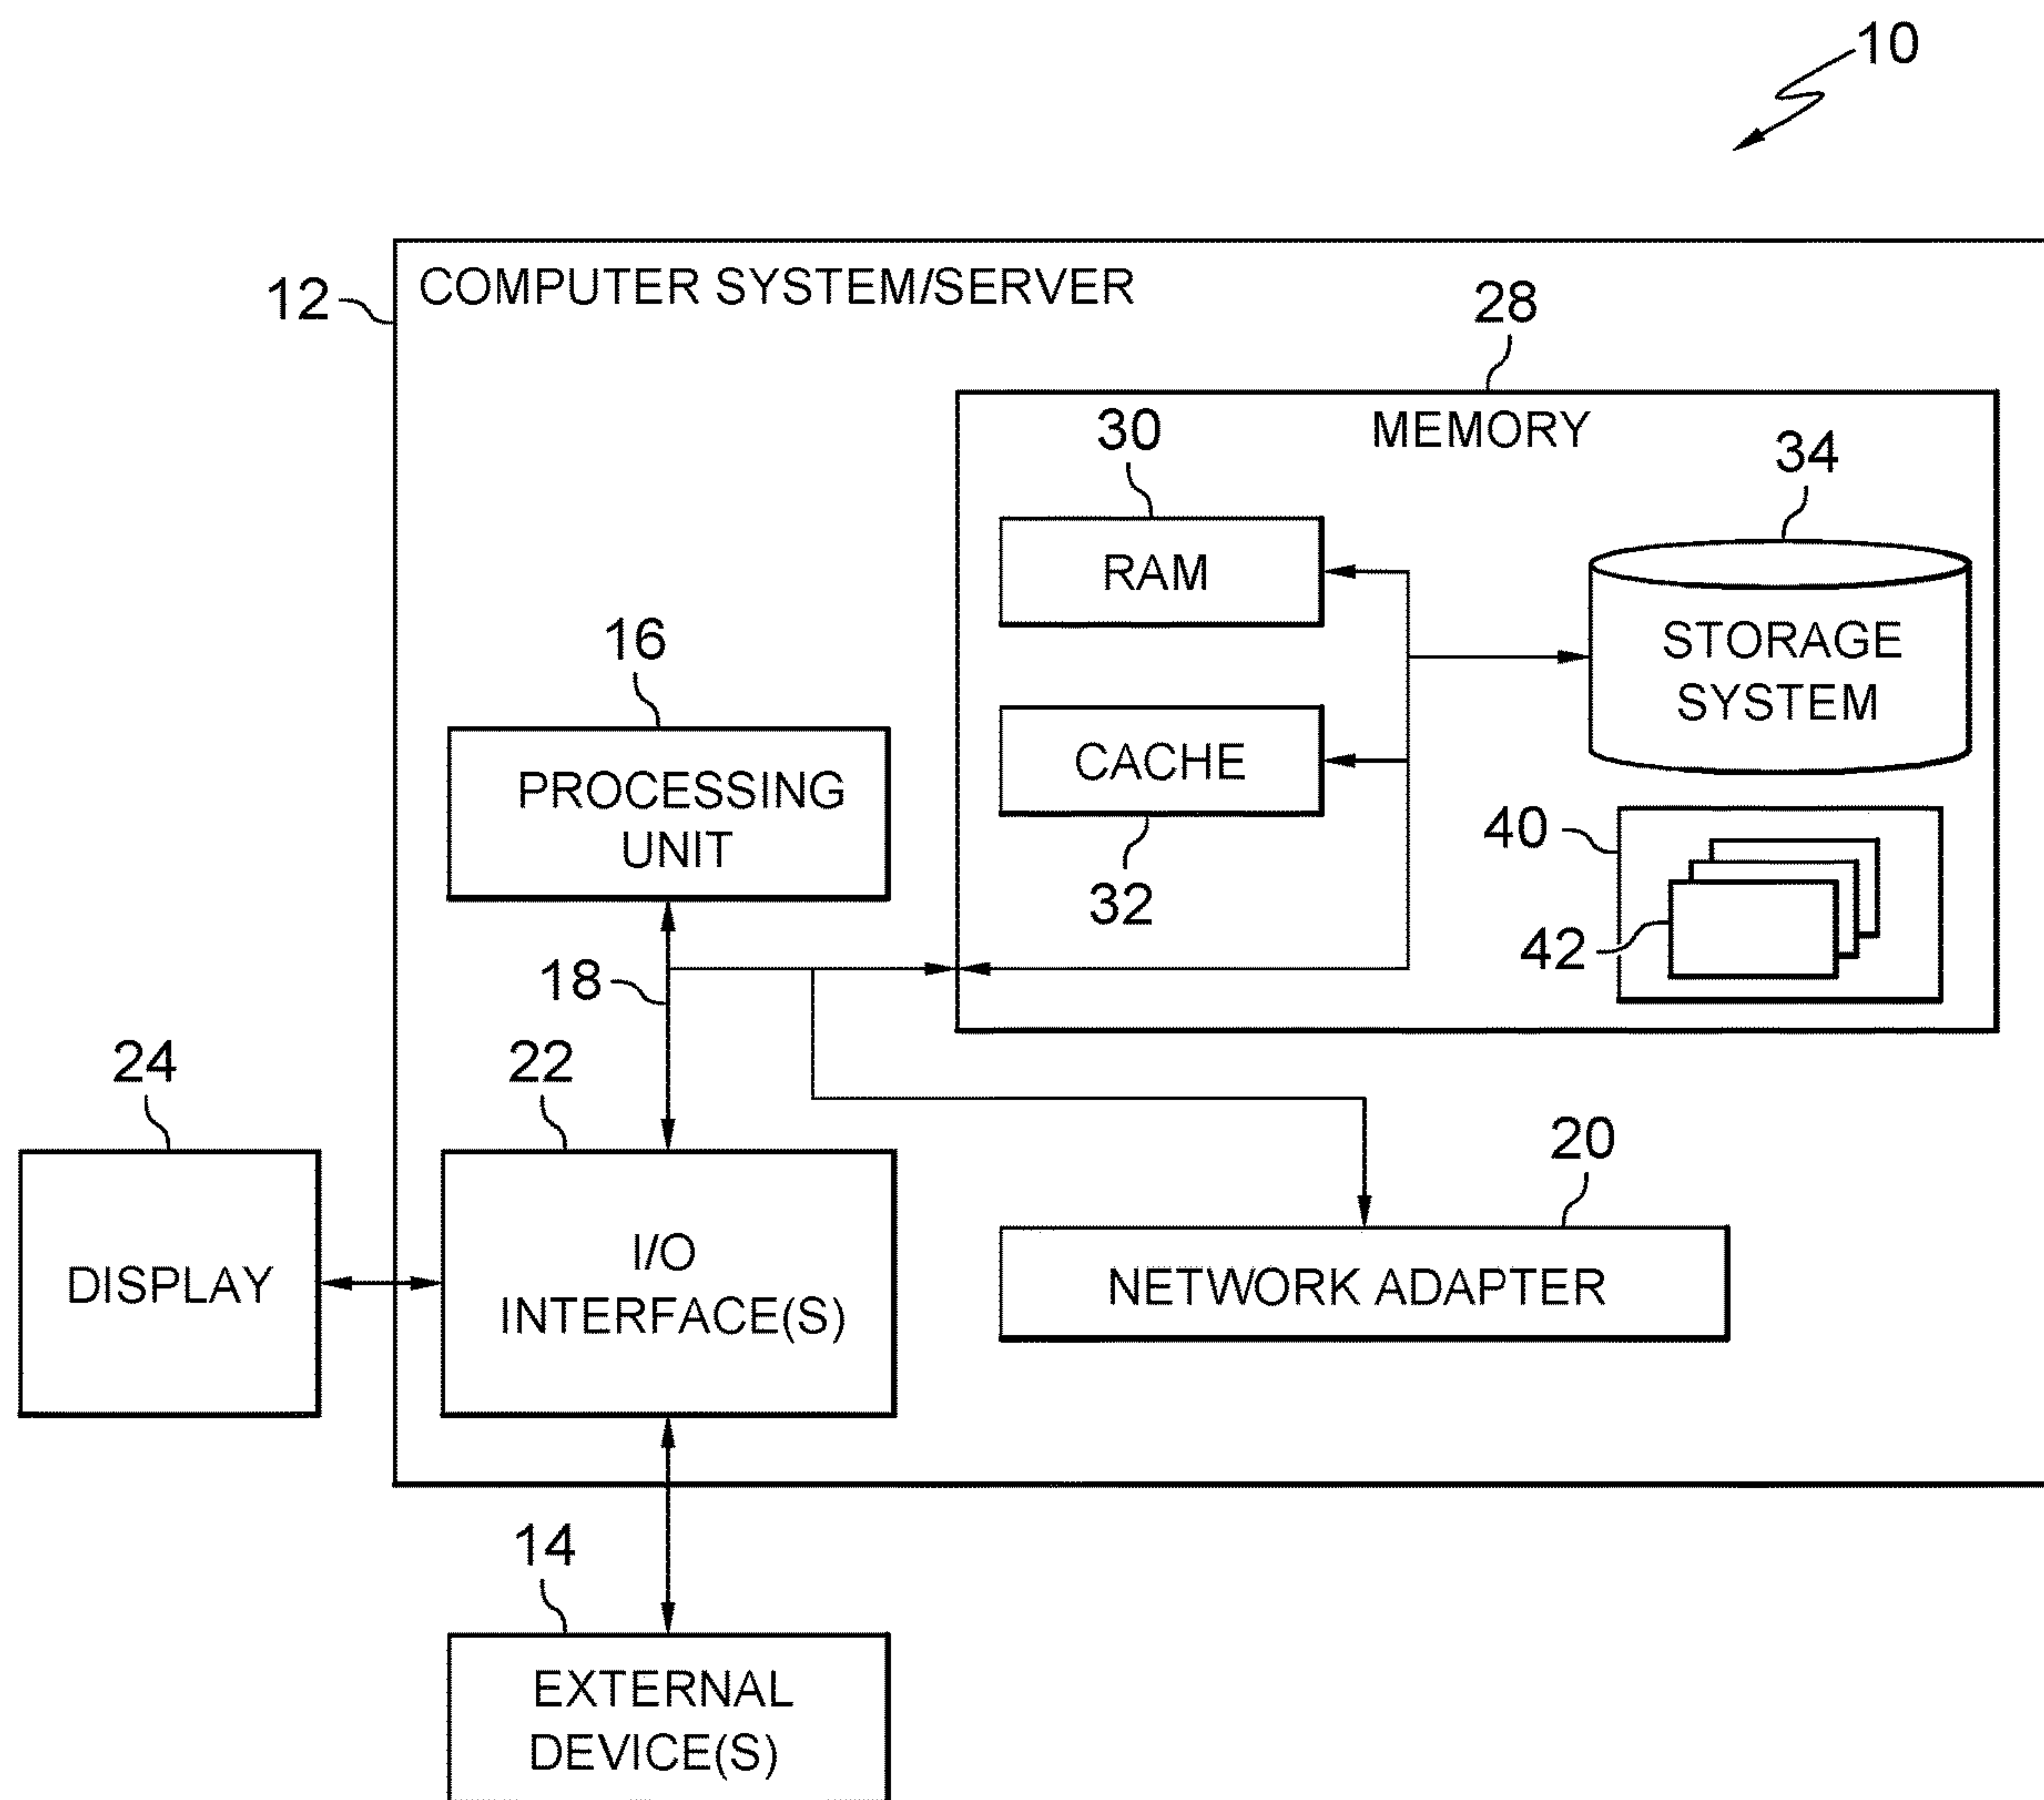 10
12
COMPUTER SYSTEM/SERVER
28
MEMORY
30
34
RAM
STORAGE
SYSTEM
16
PROCESSING
UNIT
CACHE
32
40
42
18
24
22
20
DISPLAY
I/O
INTERFACE(S)
NETWORK ADAPTER
14
EXTERNAL
DEVICE(S)